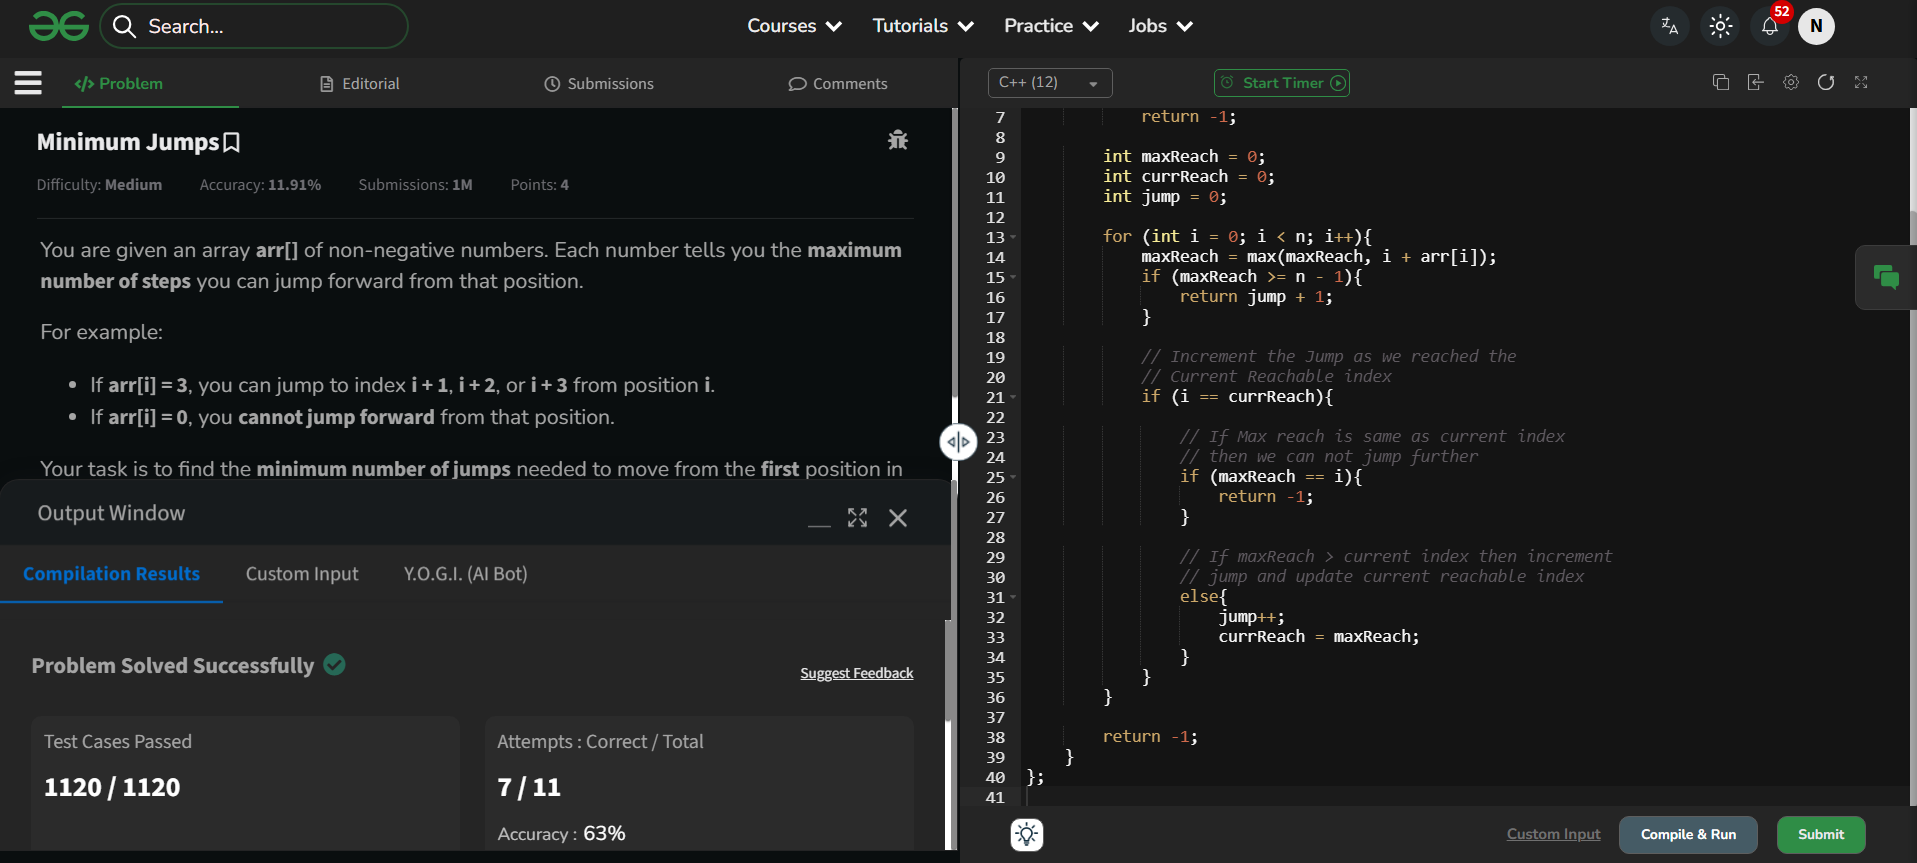 Search...
Courses
Tutorials
Practice
Jobs
52
N
</> Problem
Editorial
Submissions
Comments
C++ (12)
Start Timer
Minimum Jumps
Difficulty: Medium
Accuracy: 11.91%
Submissions: 1M
Points: 4
You are given an array arr[] of non-negative numbers. Each number tells you the maximum
number of steps you can jump forward from that position.
For example:
If arr[i] = 3, you can jump to index i + 1, i + 2, or i + 3 from position i.
If arr[i] = 0, you cannot jump forward from that position.
Your task is to find the minimum number of jumps needed to move from the first position in
Output Window
Compilation Results
Custom Input
Y.O.G.I. (AI Bot)
Problem Solved Successfully
Suggest Feedback
Test Cases Passed
1120 / 1120
Attempts : Correct / Total
7 / 11
Accuracy : 63%
7 return -1;
8
9 int maxReach = 0;
10 int currReach = 0;
11 int jump = 0;
12
13 for (int i = 0; i < n; i++){
14 maxReach = max(maxReach, i + arr[i]);
15 if (maxReach >= n - 1){
16 return jump + 1;
17 }
18
19 // Increment the Jump as we reached the
20 // Current Reachable index
21 if (i == currReach){
22
23 // If Max reach is same as current index
24 // then we can not jump further
25 if (maxReach == i){
26 return -1;
27 }
28
29 // If maxReach > current index then increment
30 // jump and update current reachable index
31 else{
32 jump++;
33 currReach = maxReach;
34 }
35 }
36 }
37
38 return -1;
39 }
40 };
41
Custom Input
Compile & Run
Submit